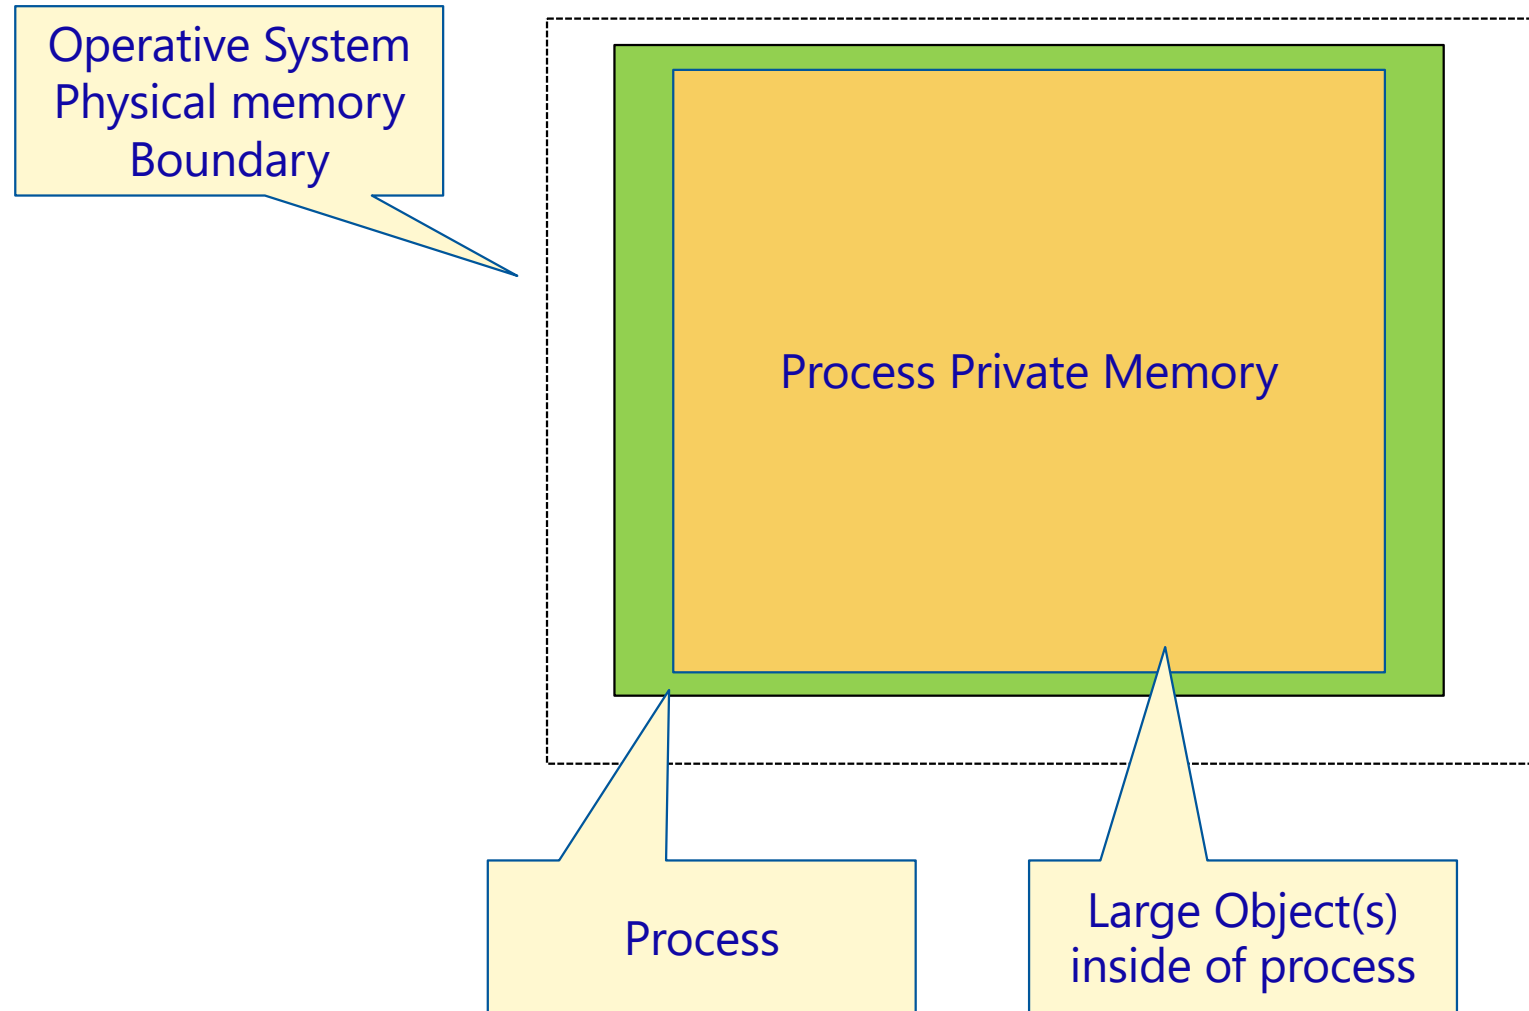 Operative System
Physical memory
Boundary
Process Private Memory
Process
Large Object(s)
inside of process